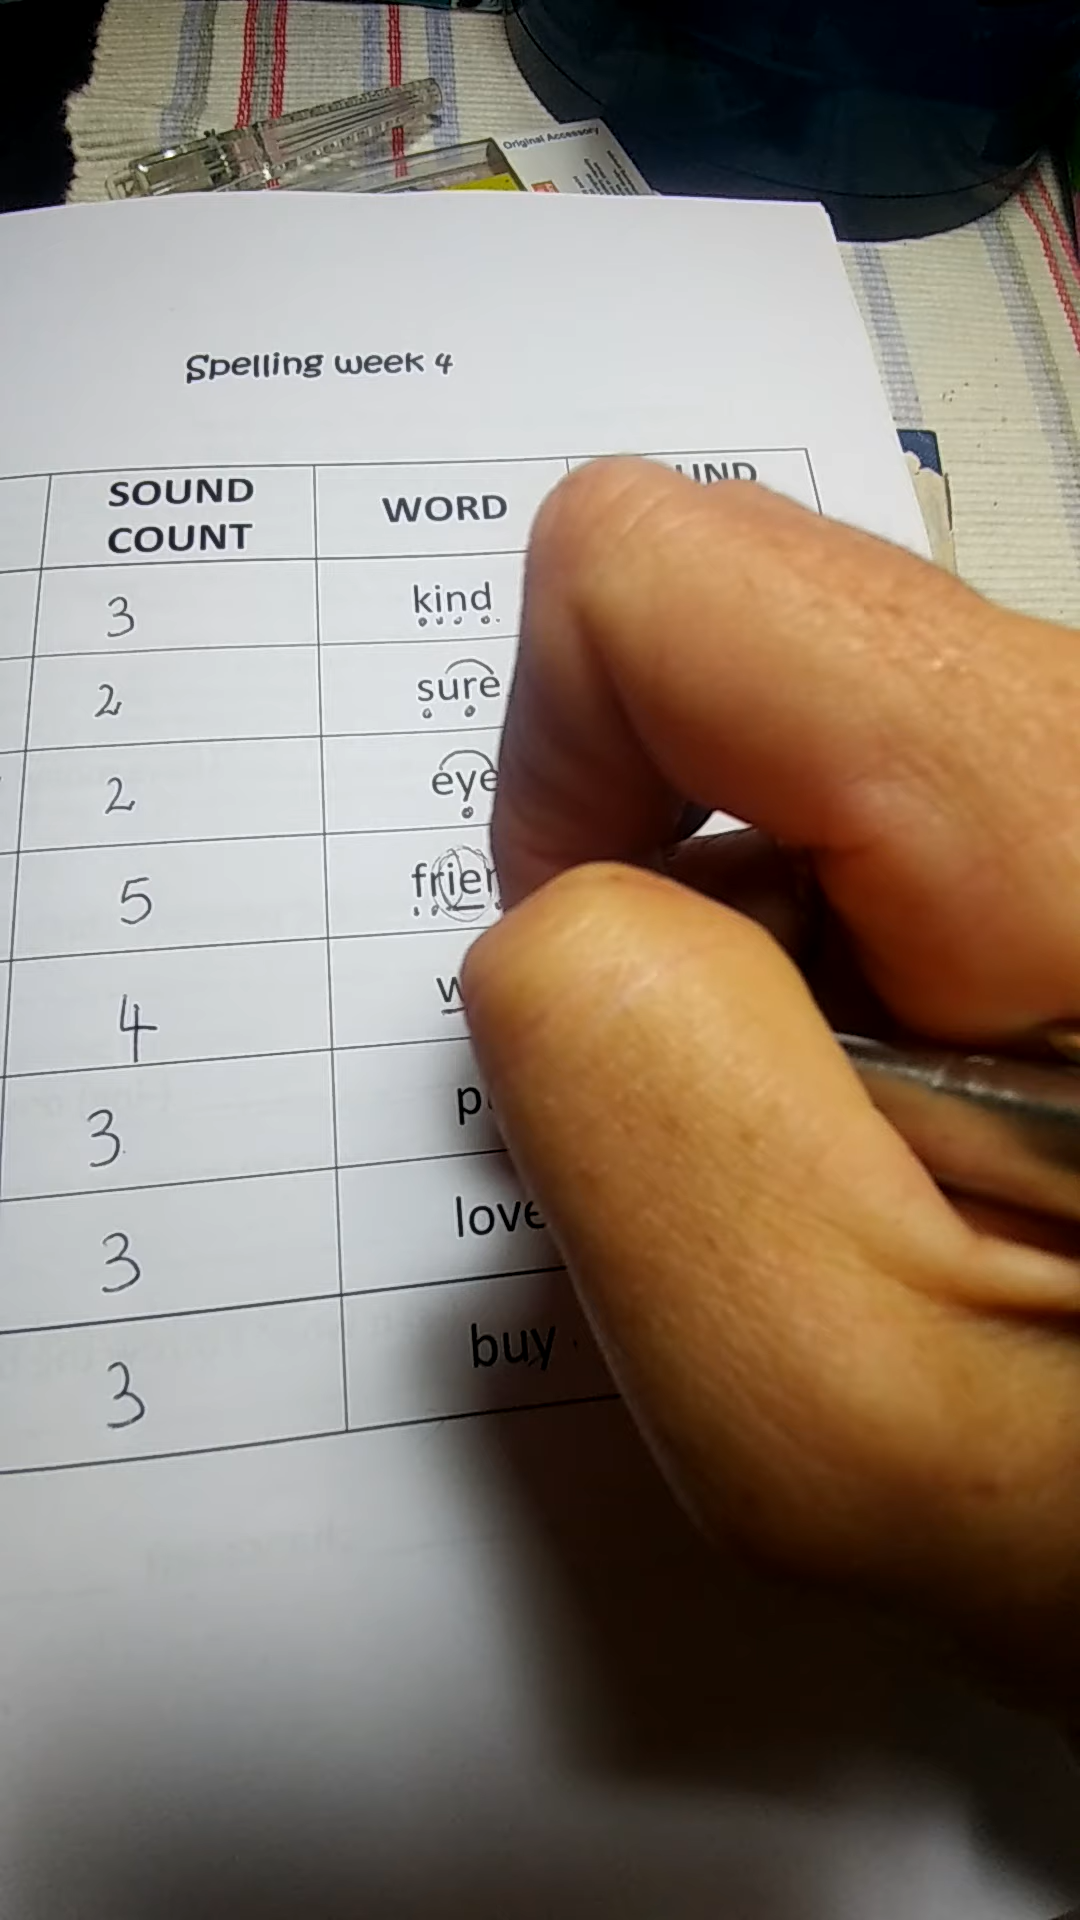 Original Accessory
Spelling week 4
SOUND
COUNT
WORD
3
kind
2
sure
2
eye
5
4
3
3
love
3
buy